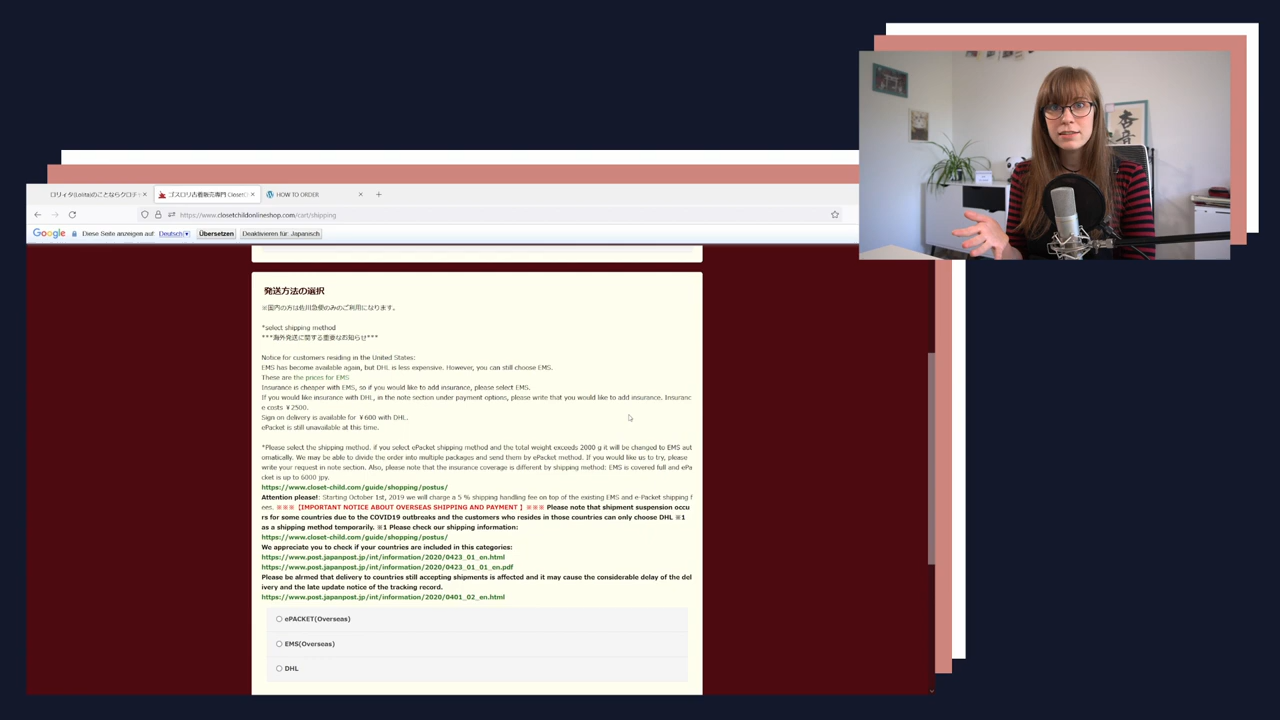 ロリィタ(Lolita)のことならクロチ
ゴスロリ古着販売専門 Closet
HOW TO ORDER
https://www.closetchildonlineshop.com/cart/shipping
Google
Diese Seite anzeigen auf:
Deutsch
Übersetzen
Deaktivieren für: Japanisch
発送方法の選択
※国内の方は佐川急便のみのご利用になります。
*select shipping method
***海外発送に関する重要なお知らせ***
Notice for customers residing in the United States:
EMS has become available again, but DHL is less expensive. However, you can still choose EMS.
These are the prices for EMS
Insurance is cheaper with EMS, so if you would like to add insurance, please select EMS.
If you would like insurance with DHL, in the note section under payment options, please write that you would like to add insurance. Insuranc
e costs ¥2500.
Sign on delivery is available for ¥600 with DHL.
ePacket is still unavailable at this time.
*Please select the shipping method. if you select ePacket shipping method and the total weight exceeds 2000 g it will be changed to EMS aut
omatically. We may be able to divide the order into multiple packages and send them by ePacket method. If you would like us to try, please
write your request in note section. Also, please note that the insurance coverage is different by shipping method: EMS is covered full and ePa
cket is up to 6000 jpy.
https://www.closet-child.com/guide/shopping/postus/
Attention please!: Starting October 1st, 2019 we will charge a 5 % shipping handling fee on top of the existing EMS and e-Packet shipping f
ees. ※※※【IMPORTANT NOTICE ABOUT OVERSEAS SHIPPING AND PAYMENT 】※※※ Please note that shipment suspension occu
rs for some countries due to the COVID19 outbreaks and the customers who resides in those countries can only choose DHL ※1
as a shipping method temporarily. ※1 Please check our shipping information:
https://www.closet-child.com/guide/shopping/postus/
We appreciate you to check if your countries are included in this categories:
https://www.post.japanpost.jp/int/information/2020/0423_01_en.html
https://www.post.japanpost.jp/int/information/2020/0423_01_01_en.pdf
Please be alrmed that delivery to countries still accepting shipments is affected and it may cause the considerable delay of the del
ivery and the late update notice of the tracking record.
https://www.post.japanpost.jp/int/information/2020/0401_02_en.html
ePACKET(Overseas)
EMS(Overseas)
DHL